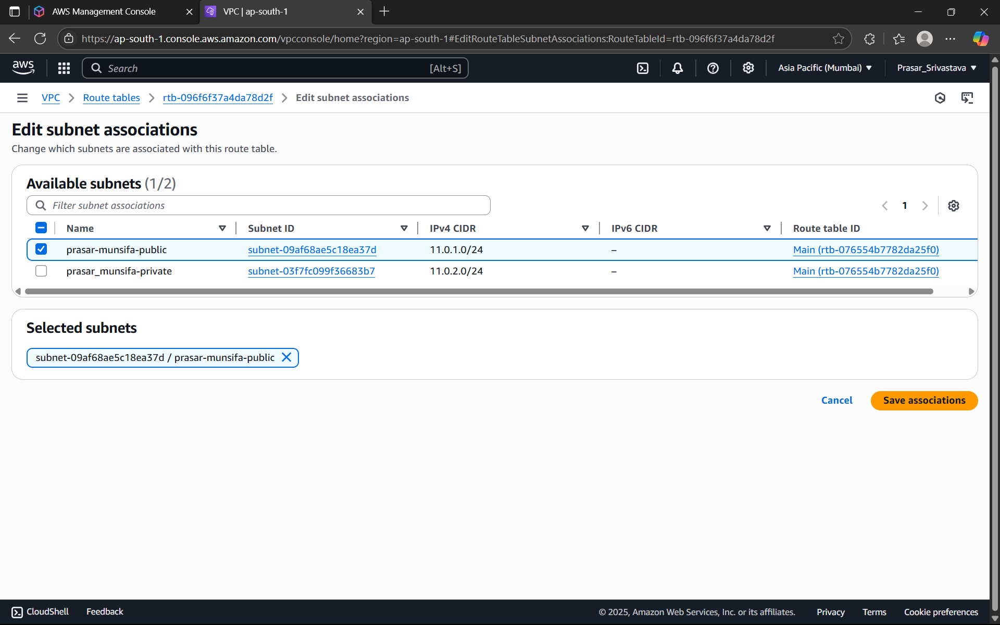 AWS Management Console
VPC | ap-south-1
https://ap-south-1.console.aws.amazon.com/vpcconsole/home?region=ap-south-1#EditRouteTableSubnetAssociations:RouteTableId=rtb-096f6f37a4da78d2f
aws Search [Alt+S] Asia Pacific (Mumbai) Prasar_Srivastava
VPC Route tables rtb-096f6f37a4da78d2f Edit subnet associations
Edit subnet associations
Change which subnets are associated with this route table.
Available subnets (1/2)
Filter subnet associations 1
Name Subnet ID IPv4 CIDR IPv6 CIDR Route table ID
prasar-munsifa-public subnet-09af68ae5c18ea37d 11.0.1.0/24 – Main (rtb-076554b7782da25f0)
prasar_munsifa-private subnet-03f7fc099f36683b7 11.0.2.0/24 – Main (rtb-076554b7782da25f0)
Selected subnets
subnet-09af68ae5c18ea37d / prasar-munsifa-public
Cancel Save associations
CloudShell Feedback © 2025, Amazon Web Services, Inc. or its affiliates. Privacy Terms Cookie preferences